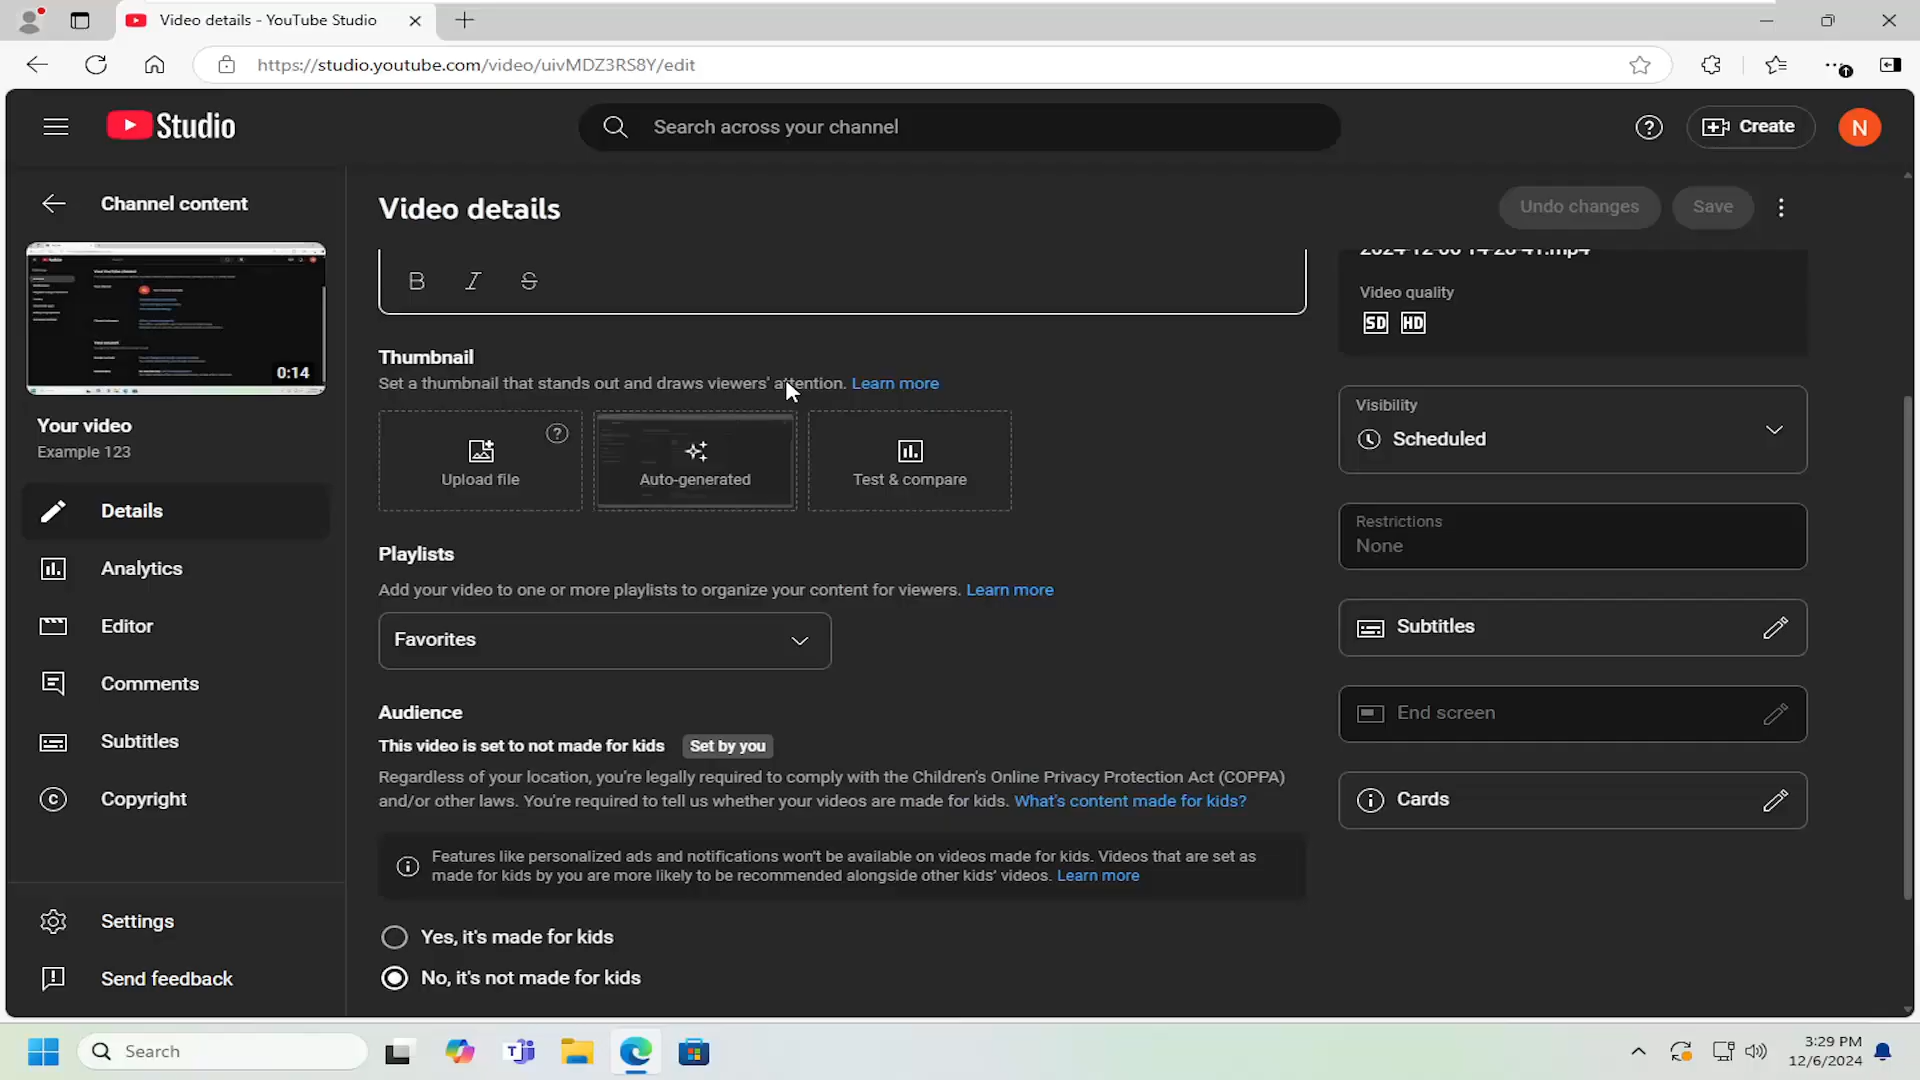 Video details - YouTube Studio
https://studio.youtube.com/video/uivMDZ3RS8Y/edit
Studio
Search across your channel
Create
N
Channel content
Video details
Undo changes
Save
0:14
Your video
Example 123
Details
Analytics
Editor
Comments
Subtitles
Copyright
Settings
Send feedback
B I S
Thumbnail
Set a thumbnail that stands out and draws viewers' attention. Learn more
Upload file
Auto-generated
Test & compare
Playlists
Add your video to one or more playlists to organize your content for viewers. Learn more
Favorites
Audience
This video is set to not made for kids Set by you
Regardless of your location, you're legally required to comply with the Children's Online Privacy Protection Act (COPPA)
and/or other laws. You're required to tell us whether your videos are made for kids. What's content made for kids?
Features like personalized ads and notifications won't be available on videos made for kids. Videos that are set as
made for kids by you are more likely to be recommended alongside other kids' videos. Learn more
Yes, it's made for kids
No, it's not made for kids
2024-12-06 14-28-41.mp4
Video quality
SD HD
Visibility
Scheduled
Restrictions
None
Subtitles
End screen
Cards
Search
3:29 PM
12/6/2024